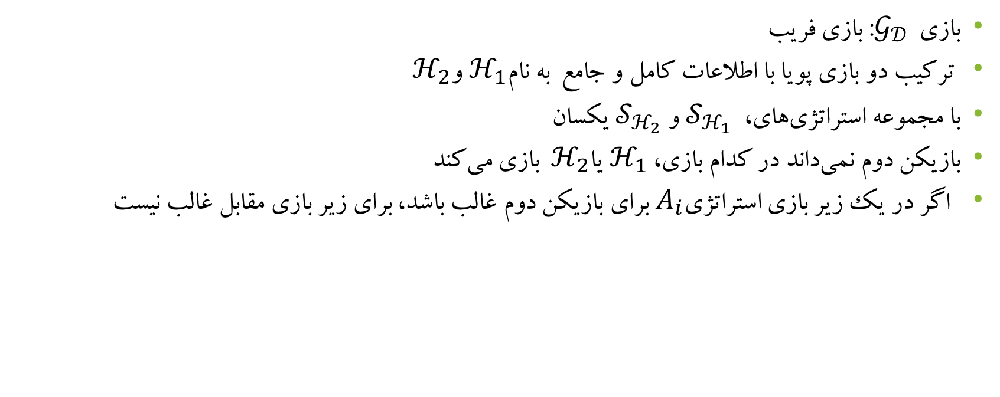 • بازی $\mathcal{G}_{\mathcal{D}}$: بازی فریب
• ترکیب دو بازی پویا با اطلاعات کامل و جامع به نام $\mathcal{H}_1$ و $\mathcal{H}_2$
• با مجموعه استراتژی‌های، $\mathcal{S}_{\mathcal{H}_1}$ و $\mathcal{S}_{\mathcal{H}_2}$ یکسان
• بازیکن دوم نمی‌داند در کدام بازی، $\mathcal{H}_1$ یا $\mathcal{H}_2$ بازی می‌کند
• اگر در یک زیر بازی استراتژی $A_i$ برای بازیکن دوم غالب باشد، برای زیر بازی مقابل غالب نیست